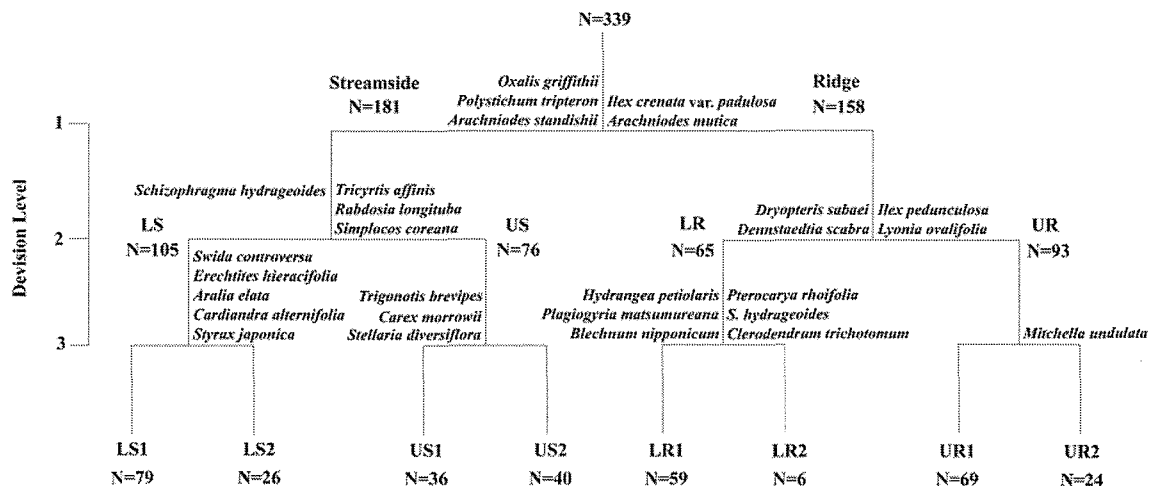 N=339
Streamside
N=181
Oxalis griffithii
Polystichum tripteron
Arachniodes standishii
Ilex crenata var. padulosa
Arachniodes mutica
Ridge
N=158
Devision Level
1
2
3
Schizophragma hydrageoides
Tricyrtis affinis
Rabdosia longituba
Simplocos coreana
LS
N=105
US
N=76
Dryopteris sabaei
Dennstaedtia scabra
Ilex pedunculosa
Lyonia ovalifolia
LR
N=65
UR
N=93
Swida controversa
Erechtites hieracifolia
Aralia elata
Cardiandra alternifolia
Styrax japonica
Trigonotis brevipes
Carex morrowii
Stellaria diversiflora
Hydrangea petiolaris
Plagiogyria matsumureana
Blechnum nipponicum
Pterocarya rhoifolia
S. hydrageoides
Clerodendrum trichotomum
Mitchella undulata
LS1
N=79
LS2
N=26
US1
N=36
US2
N=40
LR1
N=59
LR2
N=6
UR1
N=69
UR2
N=24